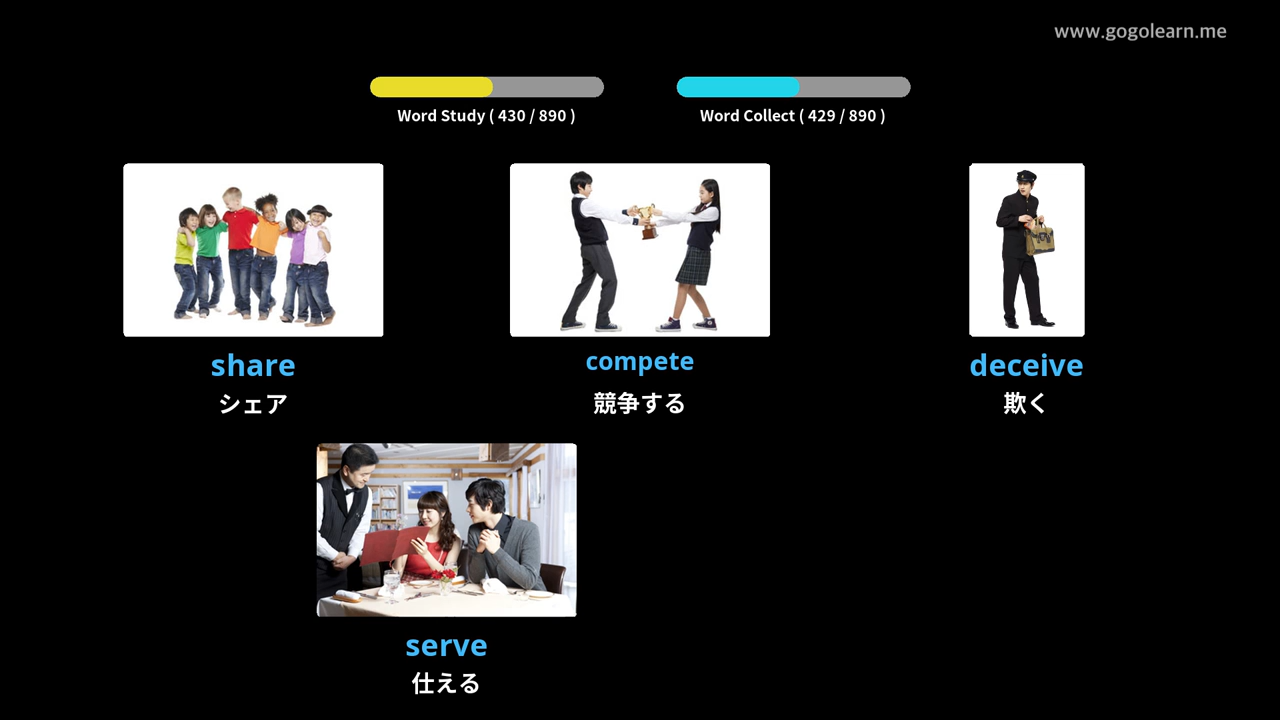 www.gogolearn.me
Word Study ( 430 / 890 )
Word Collect ( 429 / 890 )
share
シェア
compete
競争する
deceive
欺く
serve
仕える